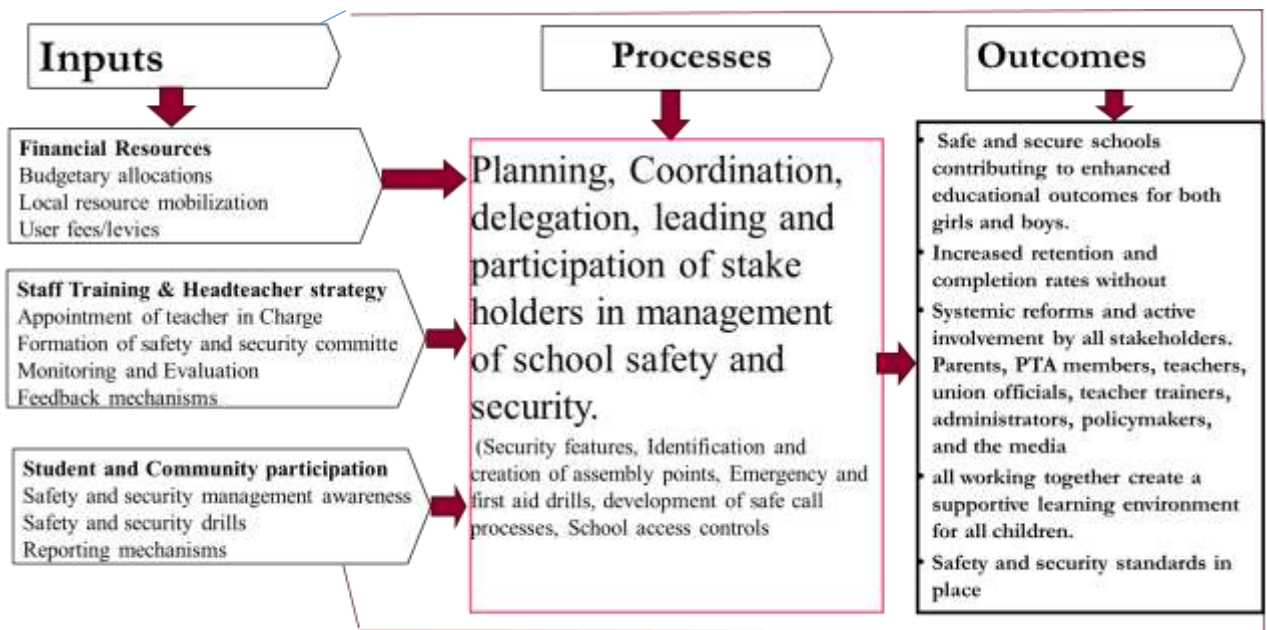 Inputs
Processes
Outcomes
Financial Resources
Budgetary allocations
Local resource mobilization
User fees/levies
Staff Training & Headteacher strategy
Appointment of teacher in Charge
Formation of safety and security committe
Monitoring and Evaluation
Feedback mechanisms
Student and Community participation
Safety and security management awareness
Safety and security drills
Reporting mechanisms
Planning, Coordination,
delegation, leading and
participation of stake
holders in management
of school safety and
security.
(Security features, Identification and
creation of assembly points, Emergency and
first aid drills, development of safe call
processes, School access controls
• Safe and secure schools
contributing to enhanced
educational outcomes for both
girls and boys.
• Increased retention and
completion rates without
• Systemic reforms and active
involvement by all stakeholders.
Parents, PTA members, teachers,
union officials, teacher trainers,
administrators, policymakers,
and the media
• all working together create a
supportive learning environment
for all children.
• Safety and security standards in
place